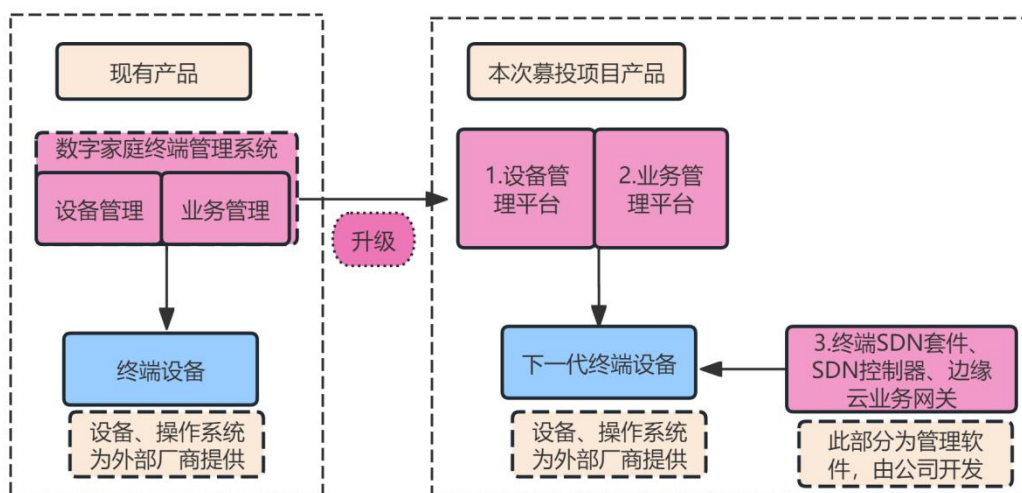 现有产品
数字家庭终端管理系统
设备管理
业务管理
终端设备
设备、操作系统
为外部厂商提供
升级
本次募投项目产品
1.设备管
理平台
2.业务管
理平台
下一代终端设备
设备、操作系统
为外部厂商提供
3.终端SDN套件、
SDN控制器、边缘
云业务网关
此部分为管理软
件，由公司开发